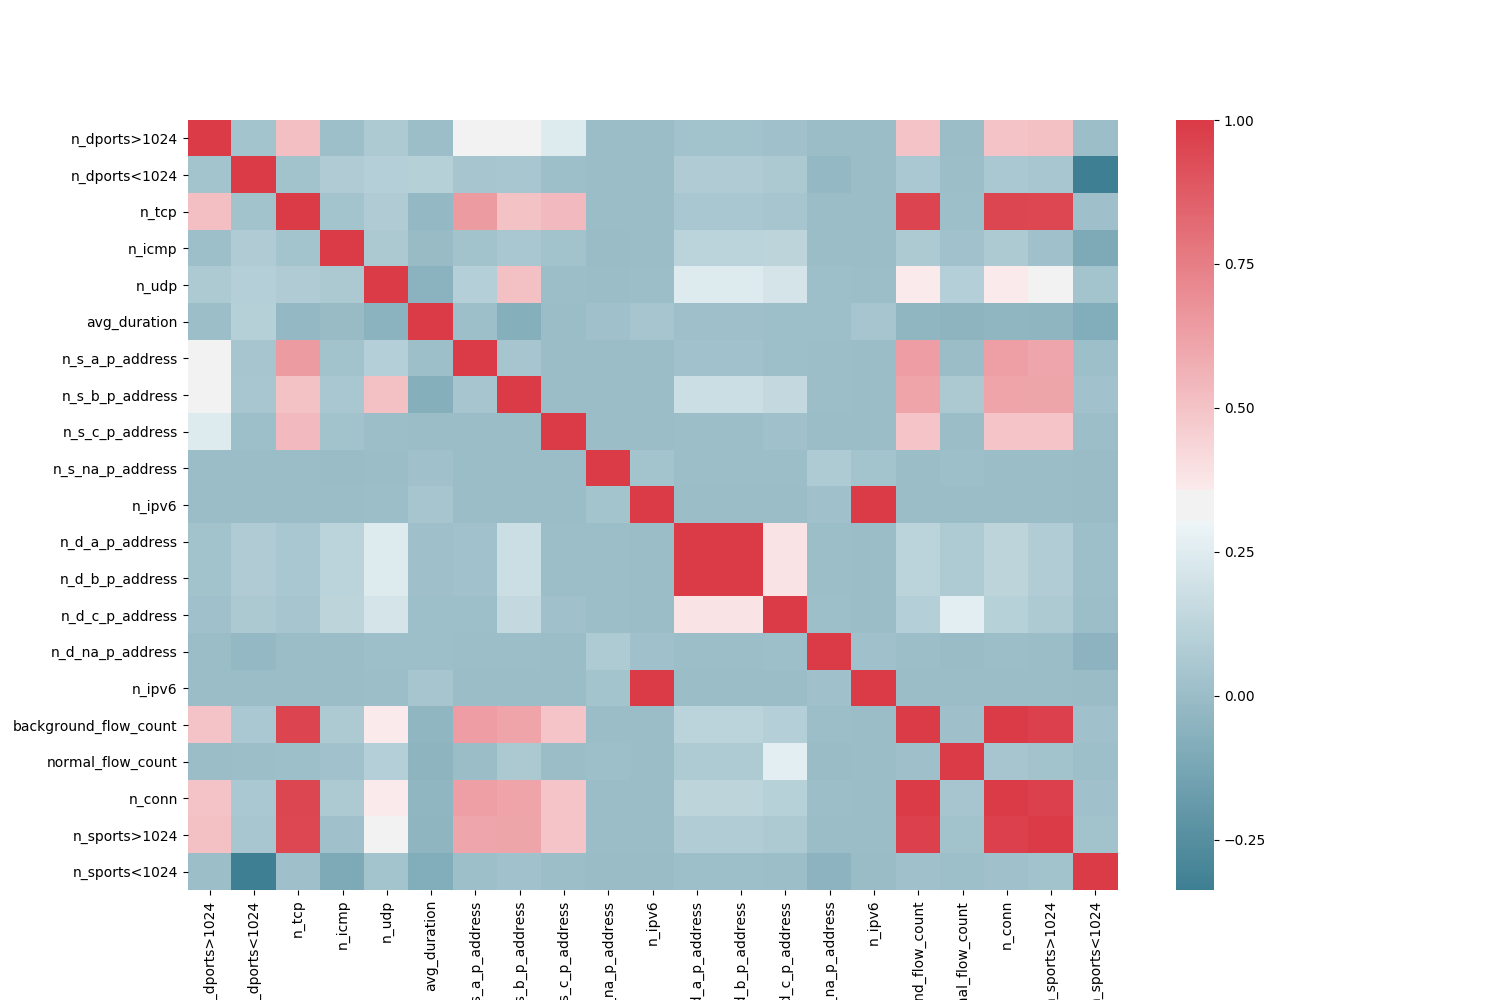 n_dports>1024
n_dports<1024
n_tcp
n_icmp
n_udp
avg_duration
n_s_a_p_address
n_s_b_p_address
n_s_c_p_address
n_s_na_p_address
n_ipv6
n_d_a_p_address
n_d_b_p_address
n_d_c_p_address
n_d_na_p_address
n_ipv6
background_flow_count
normal_flow_count
n_conn
n_sports>1024
n_sports<1024
1.00
0.75
0.50
0.25
0.00
−0.25
_dports>1024
_dports<1024
n_tcp
n_icmp
n_udp
avg_duration
s_a_p_address
s_b_p_address
s_c_p_address
na_p_address
n_ipv6
d_a_p_address
d_b_p_address
d_c_p_address
na_p_address
n_ipv6
nd_flow_count
nal_flow_count
n_conn
n_sports>1024
n_sports<1024